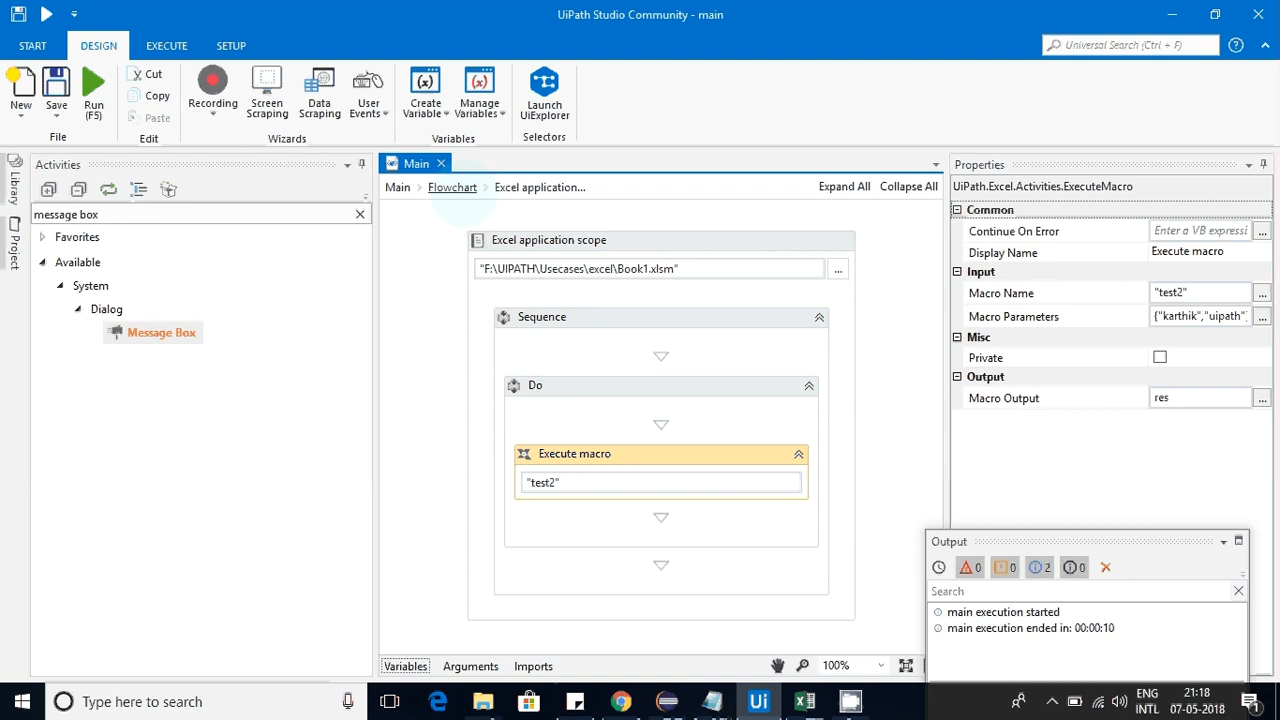 UiPath Studio Community - main
START DESIGN EXECUTE SETUP
Universal Search (Ctrl + F)
New Save Run (F5)
Cut
Copy
Paste
Recording Screen Scraping Data Scraping User Events
Create Variable Manage Variables
Launch UiExplorer
File Edit Wizards Variables Selectors
Library
Project
Activities
message box
Favorites
Available
System
Dialog
Message Box
Main
Main Flowchart Excel application...
Expand All Collapse All
Excel application scope
"F:\UIPATH\Usecases\excel\Book1.xlsm"
...
Sequence
Do
Execute macro
"test2"
Variables Arguments Imports
100%
Properties
UiPath.Excel.Activities.ExecuteMacro
Common
Continue On Error Enter a VB expressi ...
Display Name Execute macro
Input
Macro Name "test2" ...
Macro Parameters {"karthik","uipath"} ...
Misc
Private
Output
Macro Output res ...
Output
0 0 2 0
Search
main execution started
main execution ended in: 00:00:10
Type here to search
Ui
ENG
INTL
21:18
07-05-2018
1